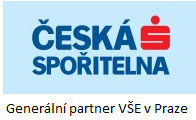 ČESKÁ
SPOŘITELNA
Generální partner VŠE v Praze